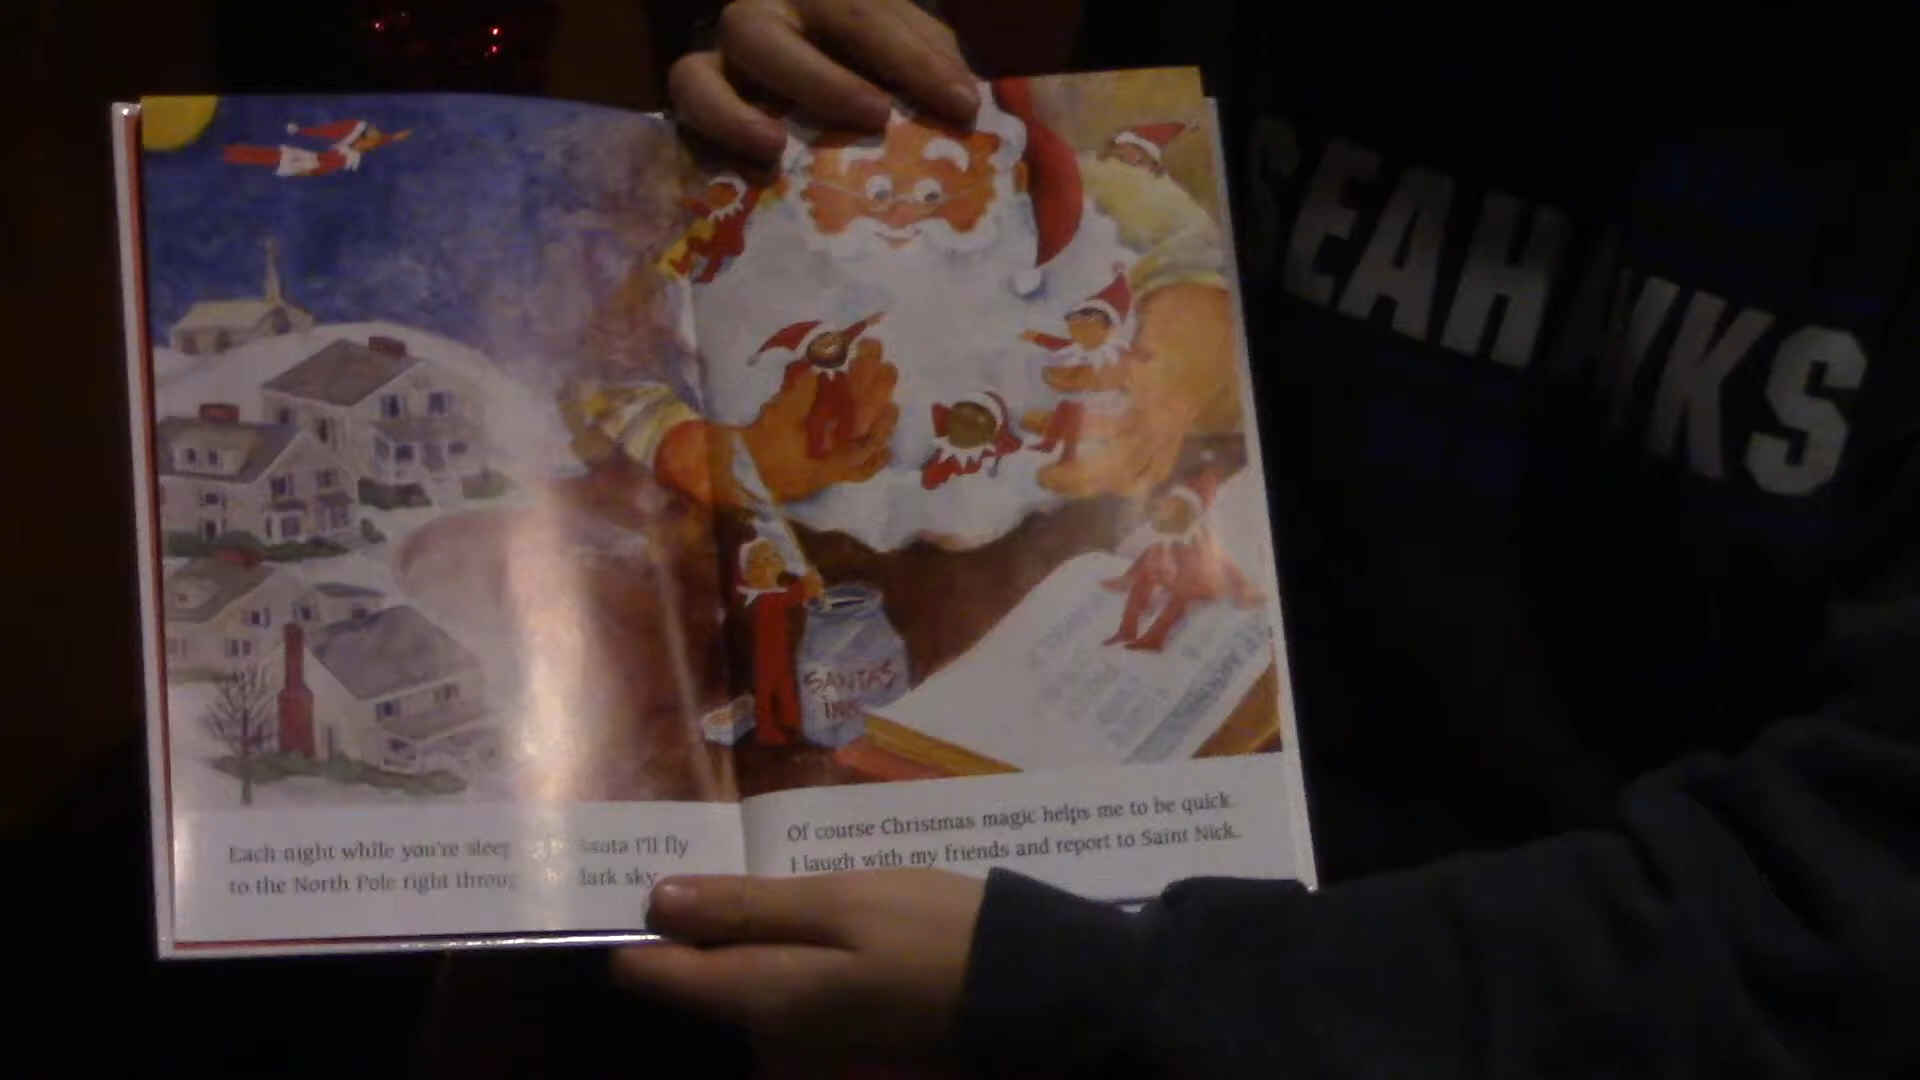 SEAHAWKS
SANTA'S
INK
Each night while you're sleep Santa I'll fly
to the North Pole right throug dark sky
Of course Christmas magic helps me to be quick.
I laugh with my friends and report to Saint Nick.